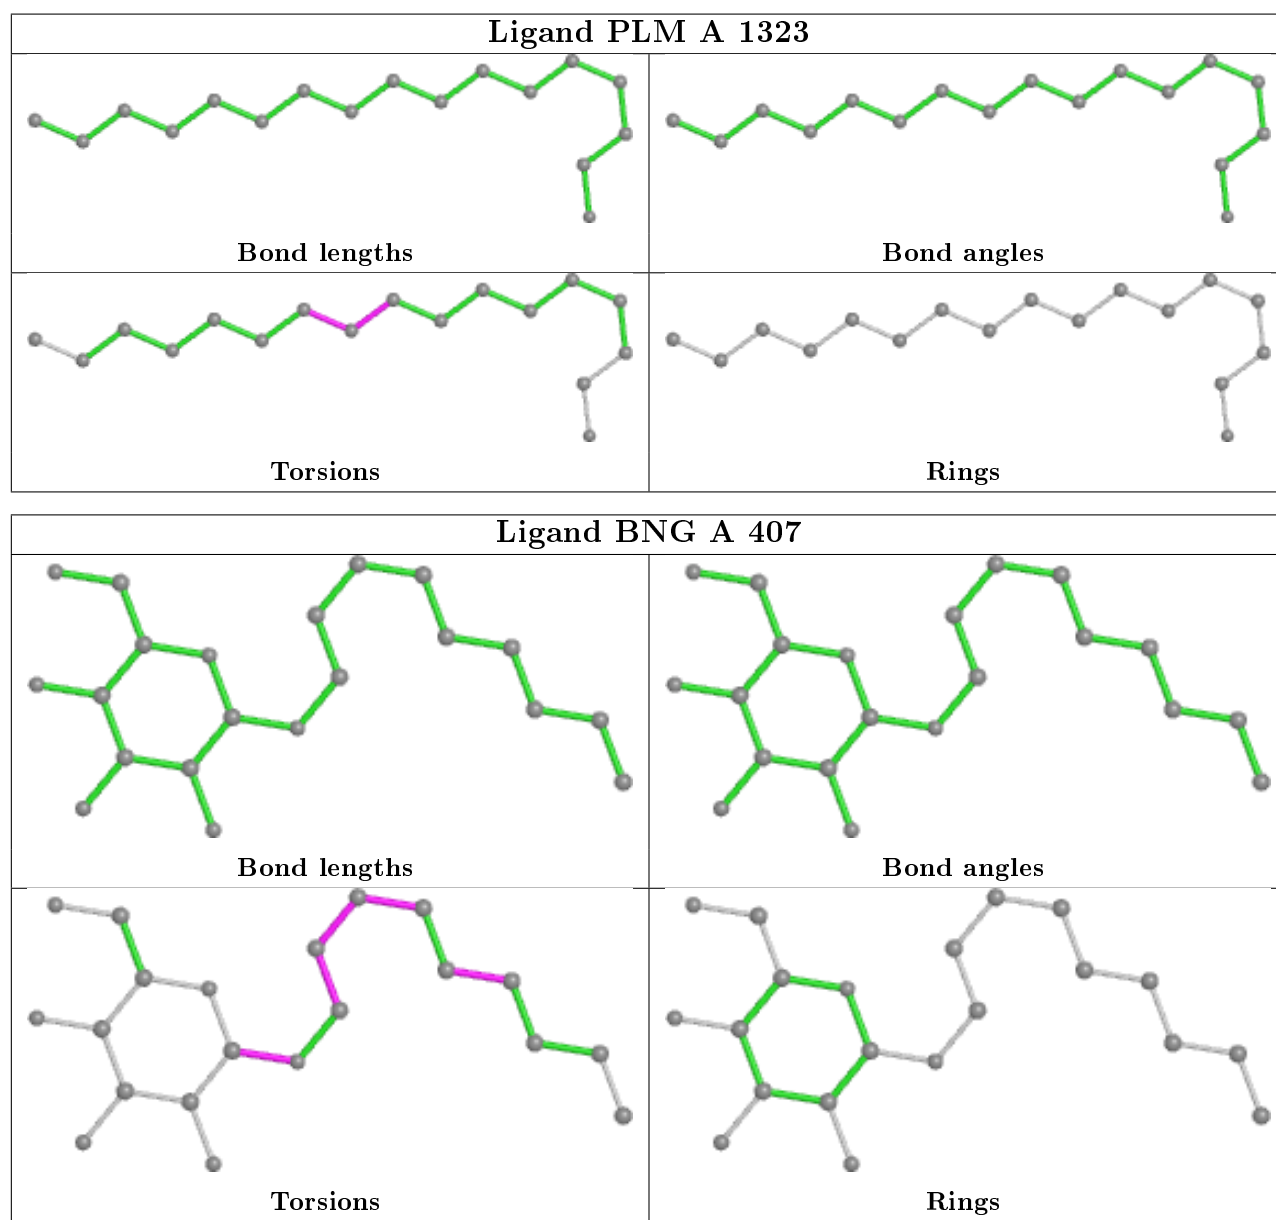 Ligand PLM A 1323
Bond lengths
Bond angles
Torsions
Rings
Ligand BNG A 407
Bond lengths
Bond angles
Torsions
Rings